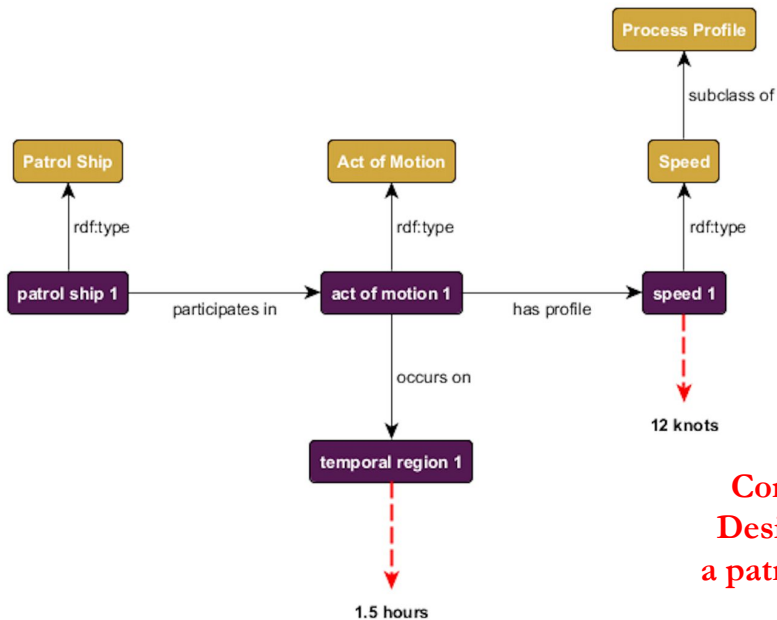 Process Profile
subclass of
Patrol Ship
Act of Motion
Speed
rdf:type
rdf:type
rdf:type
patrol ship 1
participates in
act of motion 1
has profile
speed 1
occurs on
12 knots
temporal region 1
a
1.5 hours